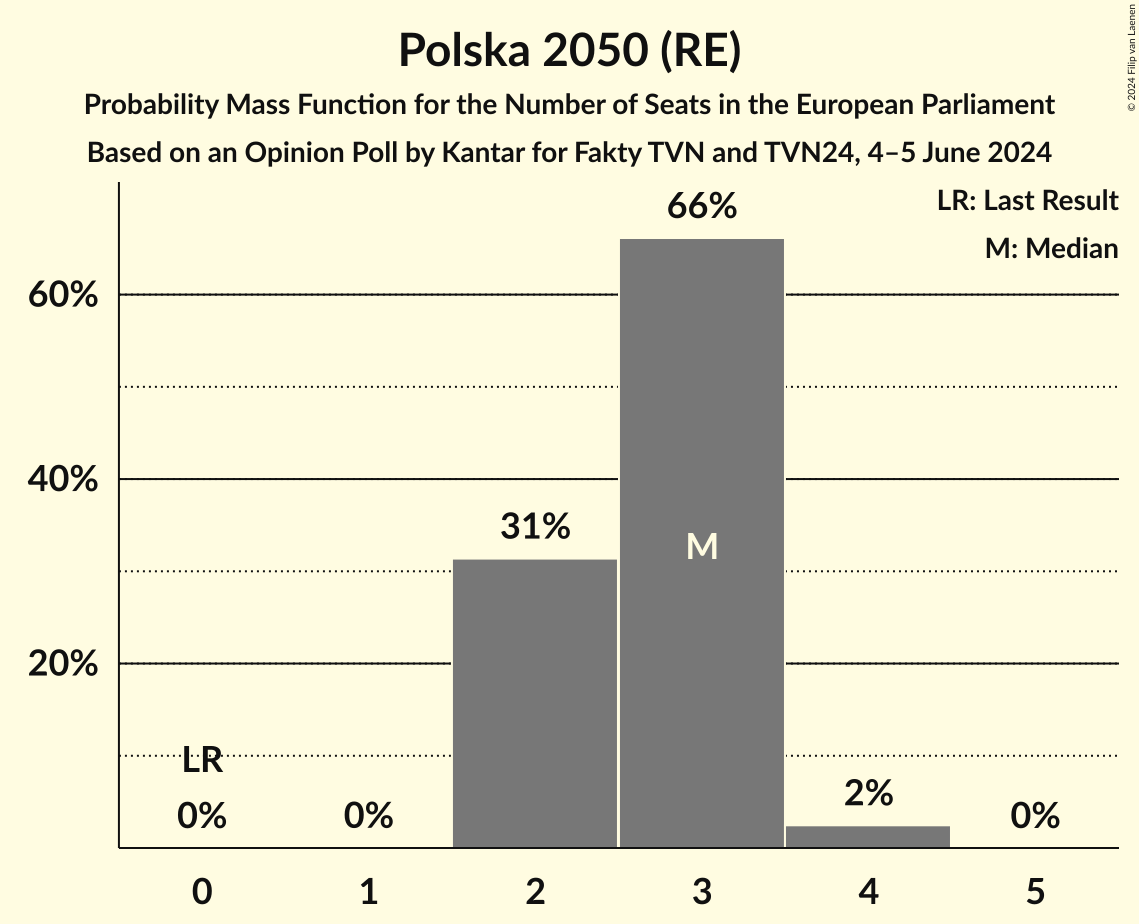 Polska 2050 (RE)
Probability Mass Function for the Number of Seats in the European Parliament
Based on an Opinion Poll by Kantar for Fakty TVN and TVN24, 4–5 June 2024
© 2024 Filip van Laenen
LR: Last Result
M: Median
66%
60%
40%
31%
M
20%
LR
0%
0%
2%
0%
0 1 2 3 4 5